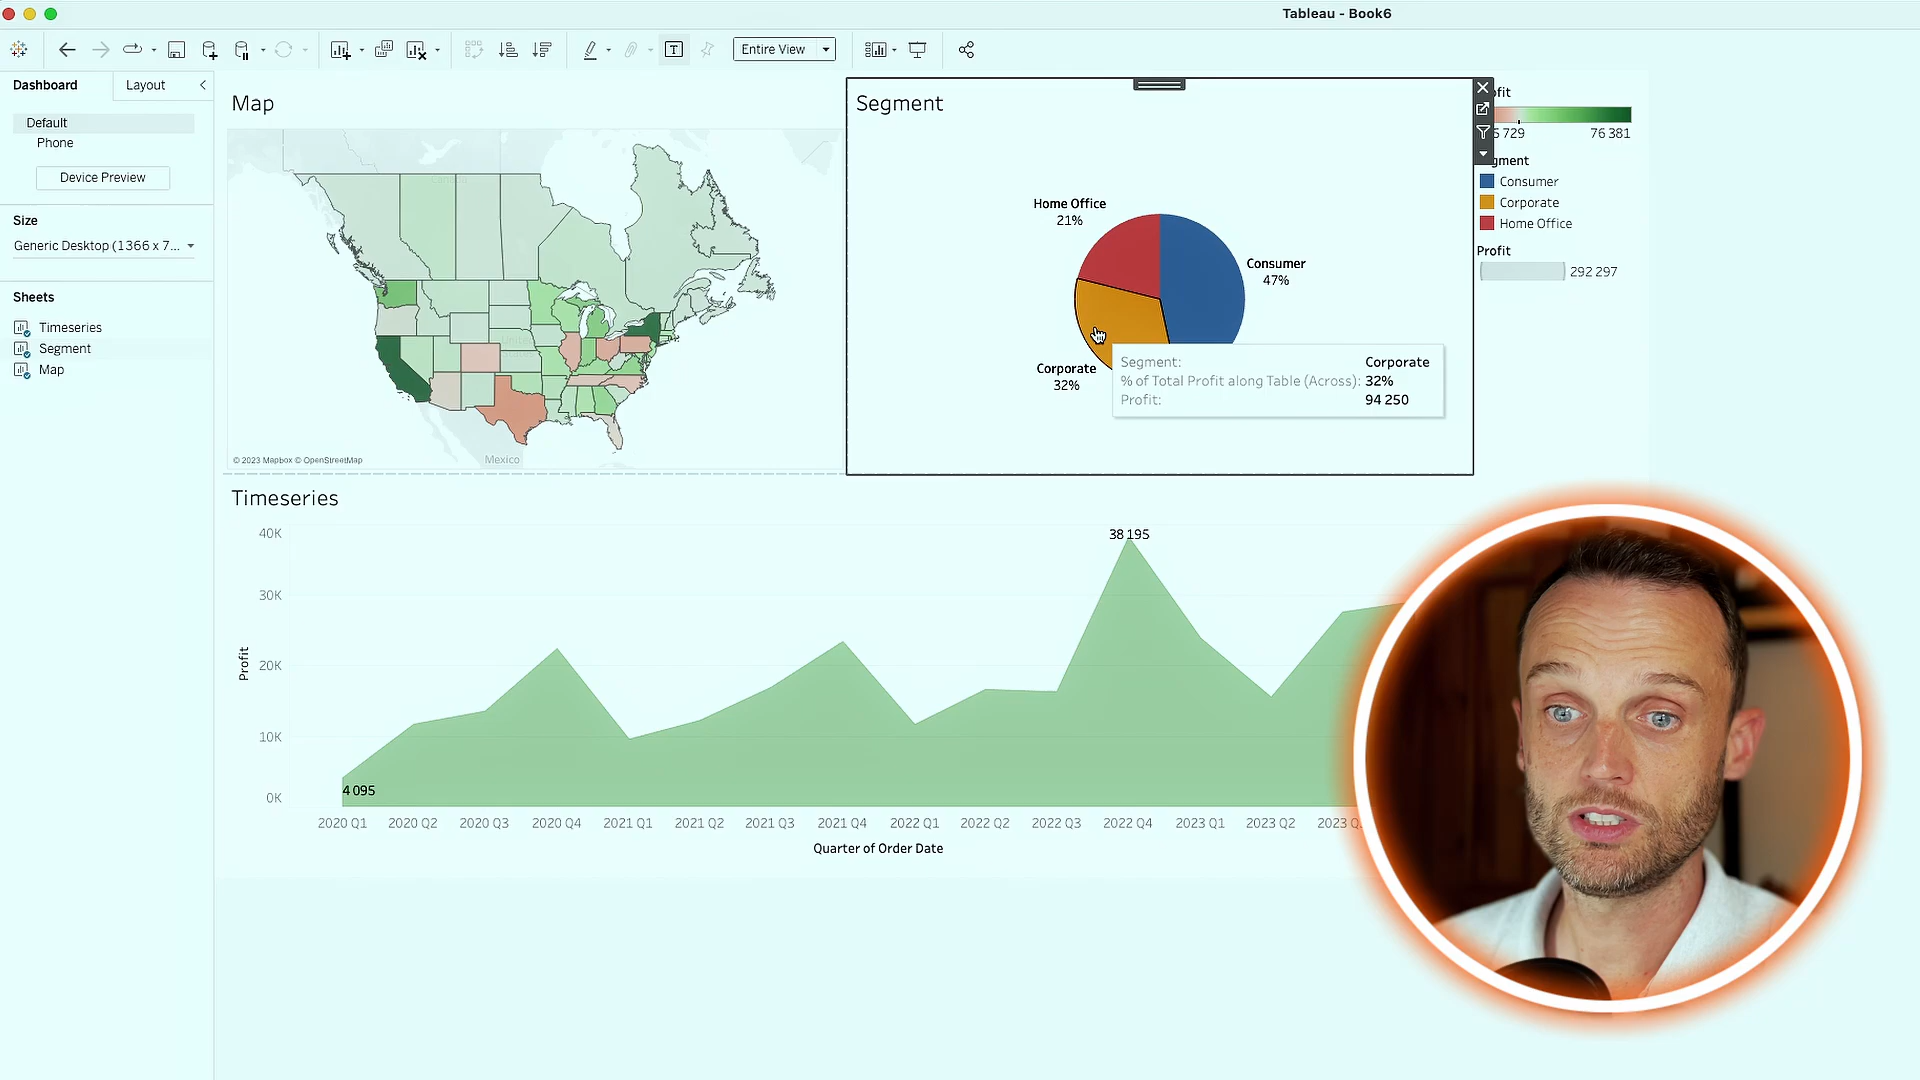 Tableau - Book6
Entire View
Dashboard
Layout
Default
Phone
Device Preview
Size
Generic Desktop (1366 x 7...
Sheets
Timeseries
Segment
Map
Map
© 2023 Mapbox © OpenStreetMap
Mexico
Segment
Home Office
21%
Consumer
47%
Corporate
32%
Segment: Corporate
% of Total Profit along Table (Across): 32%
Profit: 94 250
ofit
5 729 76 381
gment
Consumer
Corporate
Home Office
Profit
292 297
Timeseries
38 195
40K
30K
20K
10K
0K
Profit
4 095
2020 Q1 2020 Q2 2020 Q3 2020 Q4 2021 Q1 2021 Q2 2021 Q3 2021 Q4 2022 Q1 2022 Q2 2022 Q3 2022 Q4 2023 Q1 2023 Q2 2023 Q
Quarter of Order Date